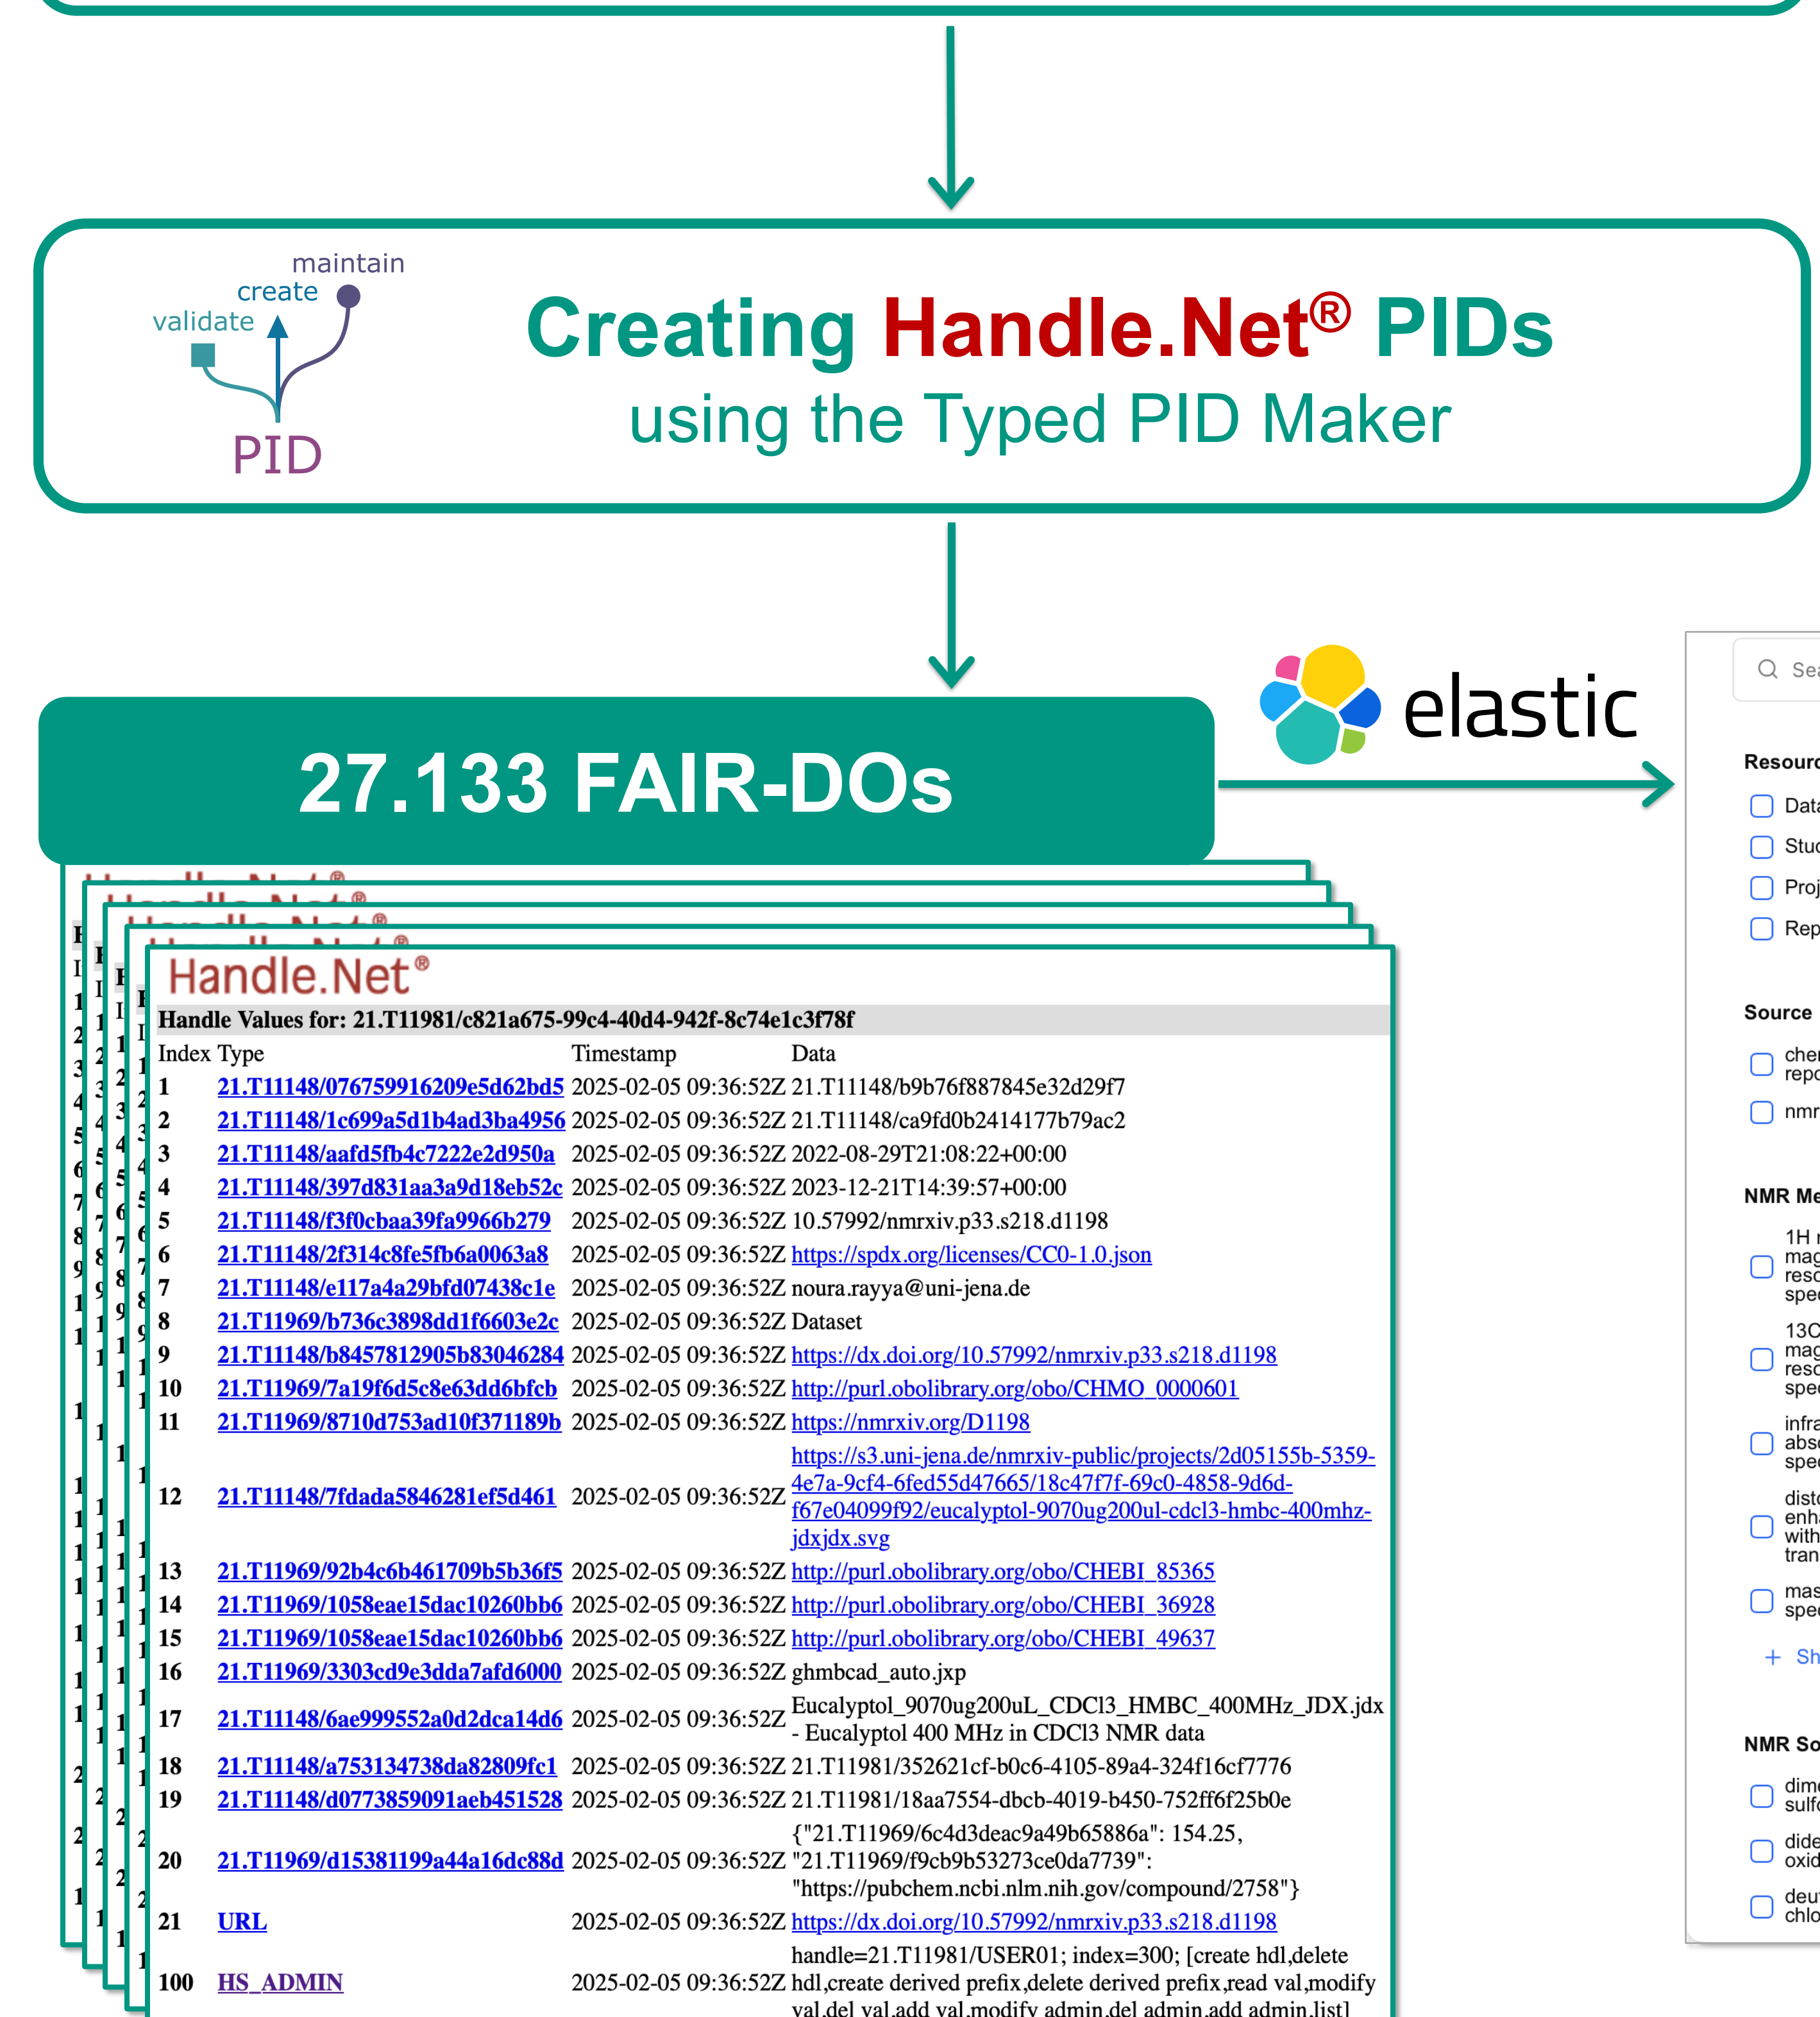 maintain
create
validate
PID
Creating Handle.Net® PIDs
using the Typed PID Maker
elastic
27.133 FAIR-DOs
Handle.Net®
Handle Values for: 21.T11981/c821a675-99c4-40d4-942f-8c74e1c3f78f
Index Type Timestamp Data
1 21.T11148/076759916209e5d62bd5 2025-02-05 09:36:52Z 21.T11148/b9b76f887845e32d29f7
2 21.T11148/1c699a5d1b4ad3ba4956 2025-02-05 09:36:52Z 21.T11148/ca9fd0b2414177b79ac2
3 21.T11148/aafd5fb4c7222e2d950a 2025-02-05 09:36:52Z 2022-08-29T21:08:22+00:00
4 21.T11148/397d831aa3a9d18eb52c 2025-02-05 09:36:52Z 2023-12-21T14:39:57+00:00
5 21.T11148/f3f0cbaa39fa9966b279 2025-02-05 09:36:52Z 10.57992/nmrxiv.p33.s218.d1198
6 21.T11148/2f314c8fe5fb6a0063a8 2025-02-05 09:36:52Z https://spdx.org/licenses/CC0-1.0.json
7 21.T11148/e117a4a29bfd07438c1e 2025-02-05 09:36:52Z noura.rayya@uni-jena.de
8 21.T11969/b736c3898dd1f6603e2c 2025-02-05 09:36:52Z Dataset
9 21.T11148/b8457812905b83046284 2025-02-05 09:36:52Z https://dx.doi.org/10.57992/nmrxiv.p33.s218.d1198
10 21.T11969/7a19f6d5c8e63dd6bfcb 2025-02-05 09:36:52Z http://purl.obolibrary.org/obo/CHMO_0000601
11 21.T11969/8710d753ad10f371189b 2025-02-05 09:36:52Z https://nmrxiv.org/D1198
https://s3.uni-jena.de/nmrxiv-public/projects/2d05155b-5359-
12 21.T11148/7fdada5846281ef5d461 2025-02-05 09:36:52Z 4e7a-9cf4-6fed55d47665/18c47f7f-69c0-4858-9d6d-
f67e04099f92/eucalyptol-9070ug200ul-cdcl3-hmbc-400mhz-
jdxjdx.svg
13 21.T11969/92b4c6b461709b5b36f5 2025-02-05 09:36:52Z http://purl.obolibrary.org/obo/CHEBI_85365
14 21.T11969/1058eae15dac10260bb6 2025-02-05 09:36:52Z http://purl.obolibrary.org/obo/CHEBI_36928
15 21.T11969/1058eae15dac10260bb6 2025-02-05 09:36:52Z http://purl.obolibrary.org/obo/CHEBI_49637
16 21.T11969/3303cd9e3dda7afd6000 2025-02-05 09:36:52Z ghmbcad_auto.jxp
17 21.T11148/6ae999552a0d2dca14d6 2025-02-05 09:36:52Z Eucalyptol_9070ug200uL_CDCl3_HMBC_400MHz_JDX.jdx
- Eucalyptol 400 MHz in CDCl3 NMR data
18 21.T11148/a753134738da82809fc1 2025-02-05 09:36:52Z 21.T11981/352621cf-b0c6-4105-89a4-324f16cf7776
19 21.T11148/d0773859091aeb451528 2025-02-05 09:36:52Z 21.T11981/18aa7554-dbcb-4019-b450-752ff6f25b0e
{"21.T11969/6c4d3deac9a49b65886a": 154.25,
20 21.T11969/d15381199a44a16dc88d 2025-02-05 09:36:52Z "21.T11969/f9cb9b53273ce0da7739":
"https://pubchem.ncbi.nlm.nih.gov/compound/2758"}
21 URL 2025-02-05 09:36:52Z https://dx.doi.org/10.57992/nmrxiv.p33.s218.d1198
handle=21.T11981/USER01; index=300; [create hdl,delete
100 HS_ADMIN 2025-02-05 09:36:52Z hdl,create derived prefix,delete derived prefix,read val,modify
val,del val,add val,modify admin,del admin,add admin,list]
Source
NMR
1H
13C
with
NMR